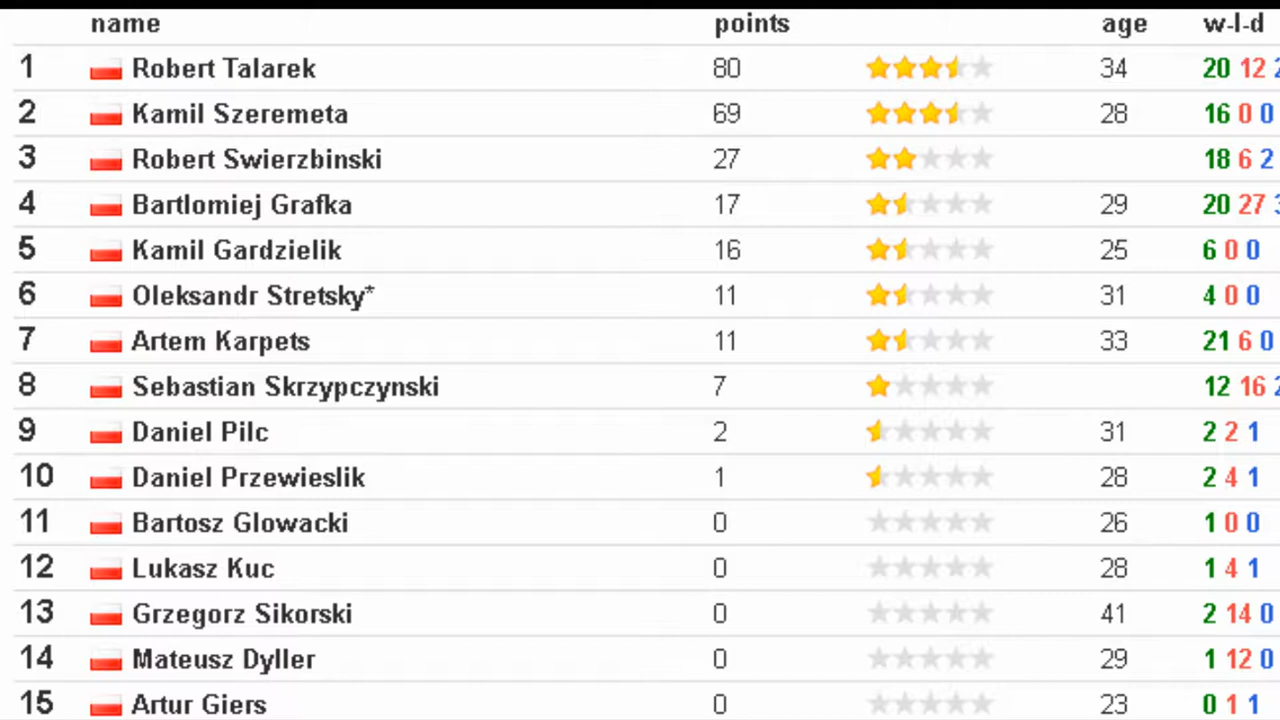 name points age w-l-d
1 Robert Talarek 80 34 20 12
2 Kamil Szeremeta 69 28 16 0 0
3 Robert Swierzbinski 27 18 6 2
4 Bartlomiej Grafka 17 29 20 27
5 Kamil Gardzielik 16 25 6 0 0
6 Oleksandr Stretsky* 11 31 4 0 0
7 Artem Karpets 11 33 21 6 0
8 Sebastian Skrzypczynski 7 12 16
9 Daniel Pilc 2 31 2 2 1
10 Daniel Przewieslik 1 28 2 4 1
11 Bartosz Glowacki 0 26 1 0 0
12 Lukasz Kuc 0 28 1 4 1
13 Grzegorz Sikorski 0 41 2 14 0
14 Mateusz Dyller 0 29 1 12 0
15 Artur Giers 0 23 0 1 1